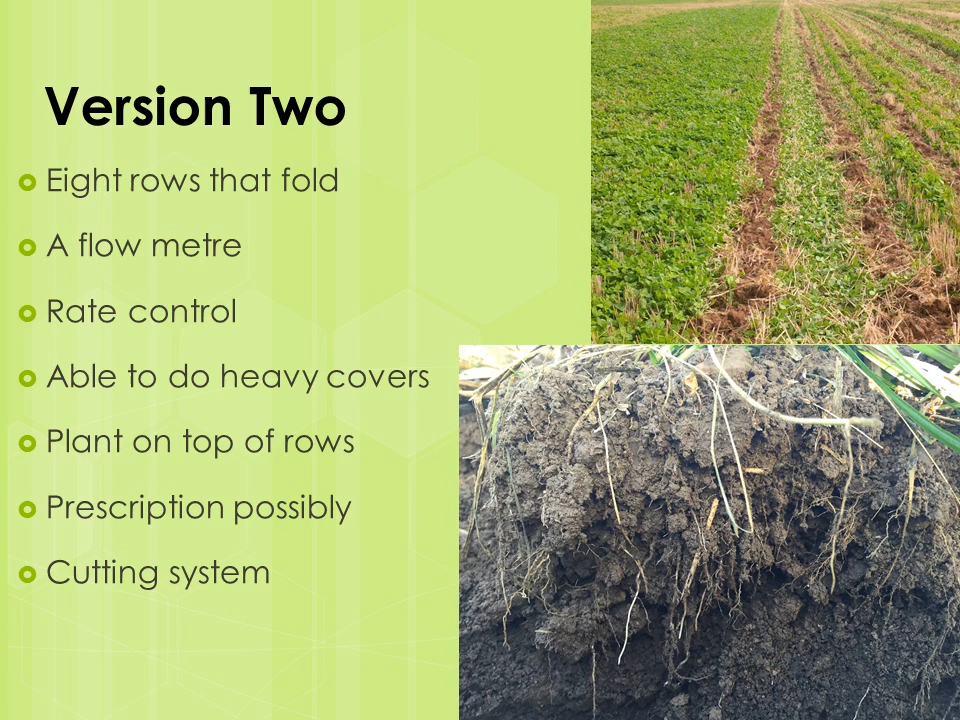 Version Two
Eight rows that fold
A flow metre
Rate control
Able to do heavy covers
Plant on top of rows
Prescription possibly
Cutting system